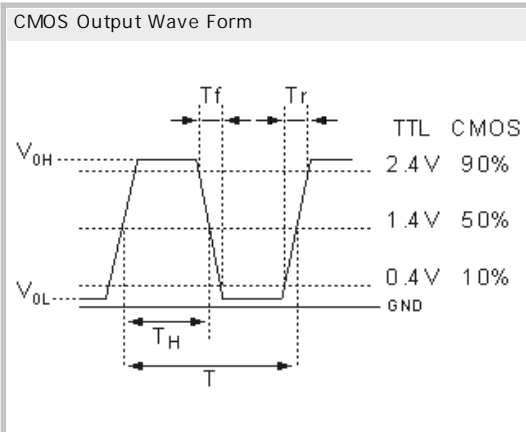 CMOS Output Wave Form
Tf Tr
TTL CMOS
V0H 2.4V 90%
1.4V 50%
0.4V 10%
V0L GND
TH
T